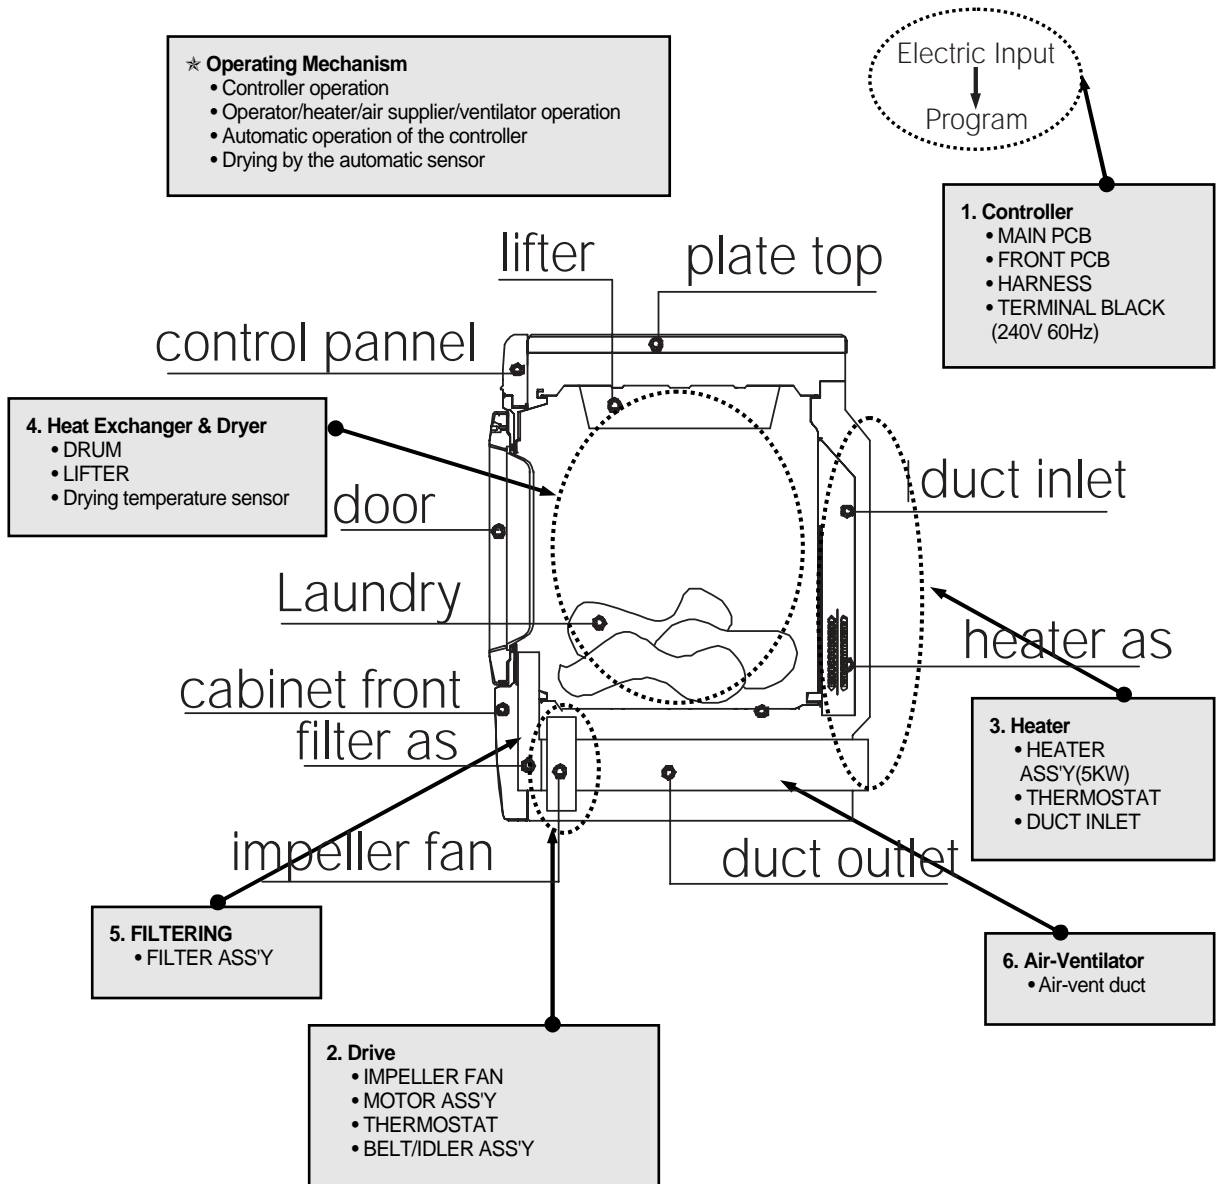 ✯ Operating Mechanism
• Controller operation
• Operator/heater/air supplier/ventilator operation
• Automatic operation of the controller
• Drying by the automatic sensor
Electric Input
Program
1. Controller
• MAIN PCB
• FRONT PCB
• HARNESS
• TERMINAL BLACK
(240V 60Hz)
lifter
plate top
control pannel
4. Heat Exchanger & Dryer
• DRUM
• LIFTER
• Drying temperature sensor
duct inlet
door
Laundry
heater as
cabinet front
filter as
3. Heater
• HEATER
ASS'Y(5KW)
• THERMOSTAT
• DUCT INLET
impeller fan
duct outlet
5. FILTERING
• FILTER ASS'Y
6. Air-Ventilator
• Air-vent duct
2. Drive
• IMPELLER FAN
• MOTOR ASS'Y
• THERMOSTAT
• BELT/IDLER ASS'Y